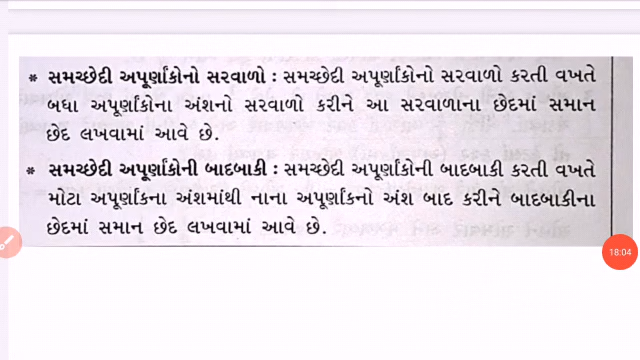 * સમચ્છેદી અપૂર્ણાંકોનો સરવાળો : સમચ્છેદી અપૂર્ણાંકોનો સરવાળો કરતી વખતે
બધા અપૂર્ણાંકોના અંશનો સરવાળો કરીને આ સરવાળાના છેદમાં સમાન
છેદ લખવામાં આવે છે.
* સમચ્છેદી અપૂર્ણાંકોની બાદબાકી : સમચ્છેદી અપૂર્ણાંકોની બાદબાકી કરતી વખતે
મોટા અપૂર્ણાંકના અંશમાંથી નાના અપૂર્ણાંકનો અંશ બાદ કરીને બાદબાકીના
છેદમાં સમાન છેદ લખવામાં આવે છે.
18:04